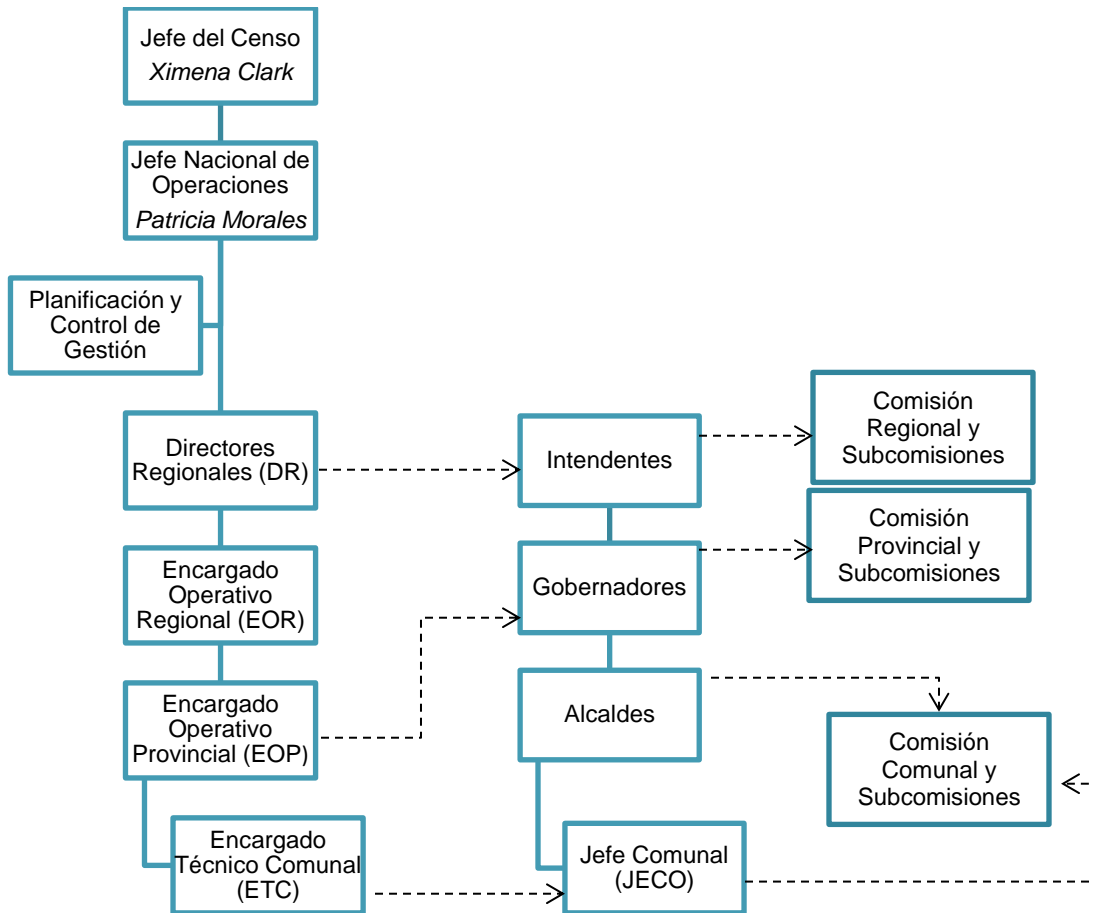 Jefe del Censo
Ximena Clark
Jefe Nacional de
Operaciones
Patricia Morales
Planificación y
Control de
Gestión
Directores
Regionales (DR)
Intendentes
Comisión
Regional y
Subcomisiones
Encargado
Operativo
Regional (EOR)
Gobernadores
Comisión
Provincial y
Subcomisiones
Encargado
Operativo
Provincial (EOP)
Alcaldes
Comisión
Comunal y
Subcomisiones
Encargado
Técnico Comunal
(ETC)
Jefe Comunal
(JECO)